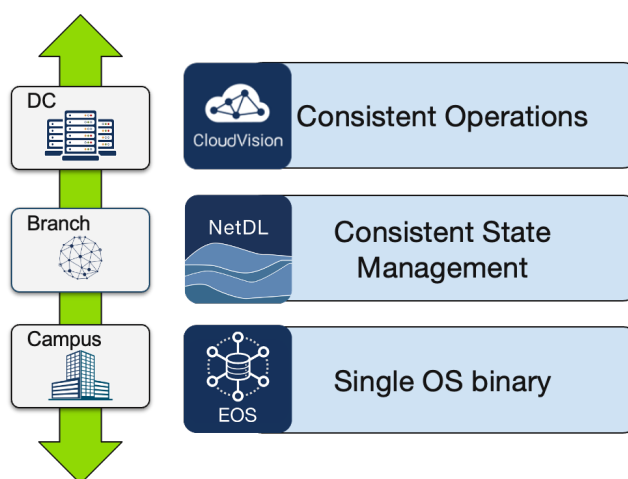 DC
CloudVision
Consistent Operations
Branch
NetDL
Consistent State
Management
Campus
EOS
Single OS binary